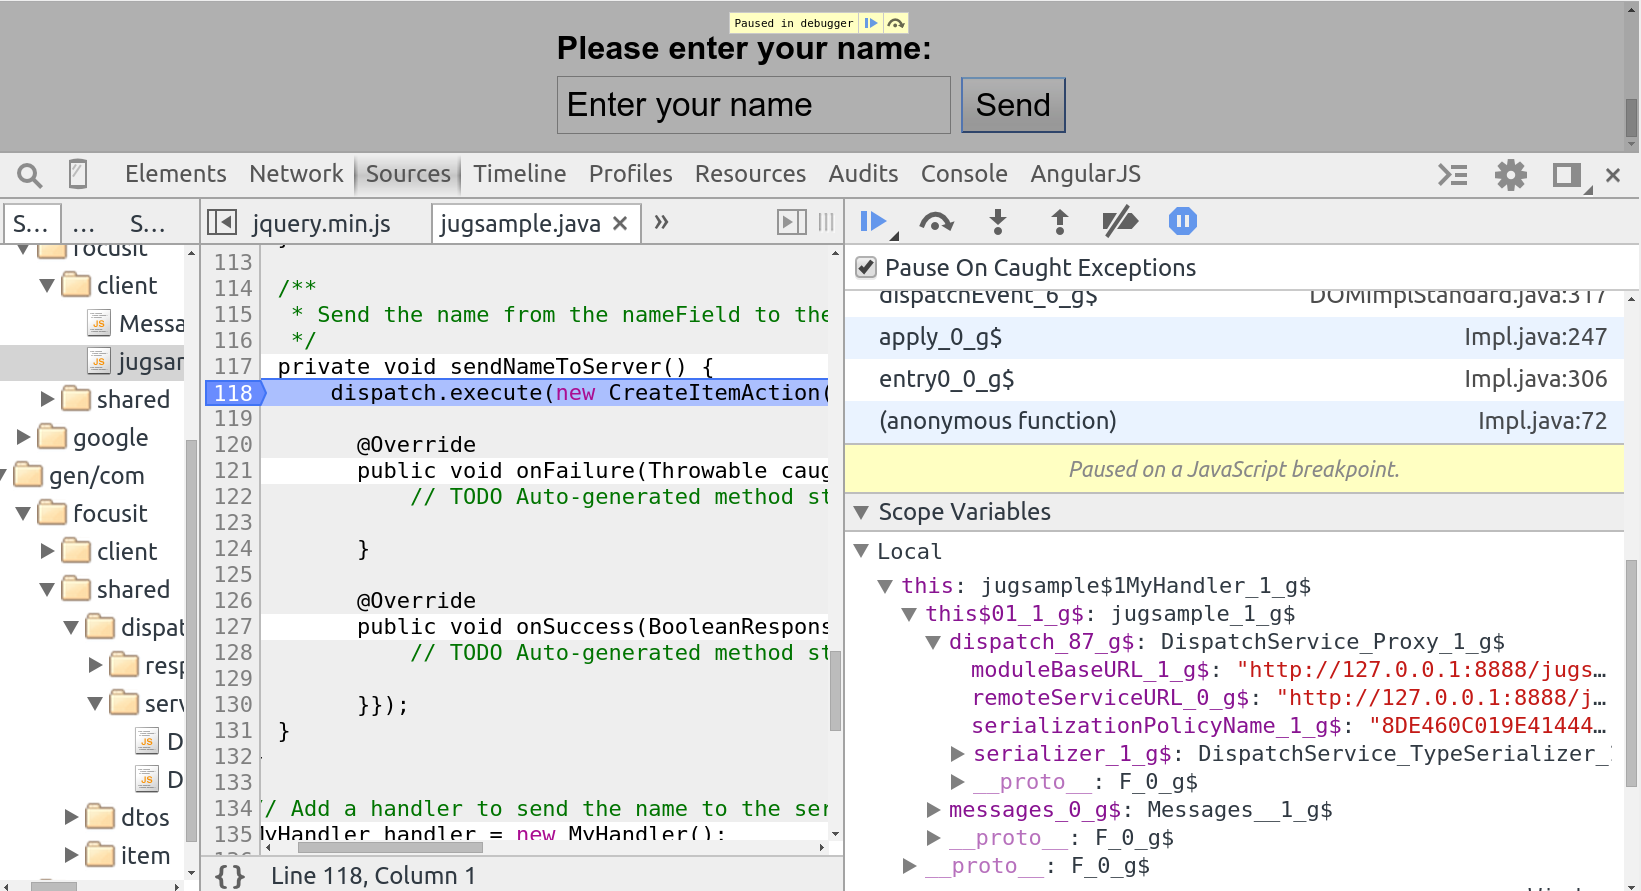 Paused in debugger
Please enter your name:
Enter your name
Send
Elements Network Sources Timeline Profiles Resources Audits Console AngularJS
S... ... S...
jquery.min.js jugsample.java × »
Pause On Caught Exceptions
focusit
client
Messa
jugsar
shared
google
gen/com
focusit
client
shared
dispat
resp
serv
D
D
dtos
item
113
114 /**
115 * Send the name from the nameField to the
116 */
117 private void sendNameToServer() {
118 dispatch.execute(new CreateItemAction(
119
120 @Override
121 public void onFailure(Throwable caug
122 // TODO Auto-generated method st
123
124 }
125
126 @Override
127 public void onSuccess(BooleanRespons
128 // TODO Auto-generated method st
129
130 }});
131 }
132
133
134 // Add a handler to send the name to the ser
135 MyHandler handler = new MyHandler();
{} Line 118, Column 1
dispatchEvent_6_g$ DOMImplStandard.java:317
apply_0_g$ Impl.java:247
entry0_0_g$ Impl.java:306
(anonymous function) Impl.java:72
Paused on a JavaScript breakpoint.
Scope Variables
Local
this: jugsample$1MyHandler_1_g$
this$01_1_g$: jugsample_1_g$
dispatch_87_g$: DispatchService_Proxy_1_g$
moduleBaseURL_1_g$: "http://127.0.0.1:8888/jugs…
remoteServiceURL_0_g$: "http://127.0.0.1:8888/j…
serializationPolicyName_1_g$: "8DE460C019E41444…
serializer_1_g$: DispatchService_TypeSerializer_
__proto__: F_0_g$
messages_0_g$: Messages__1_g$
__proto__: F_0_g$
__proto__: F_0_g$